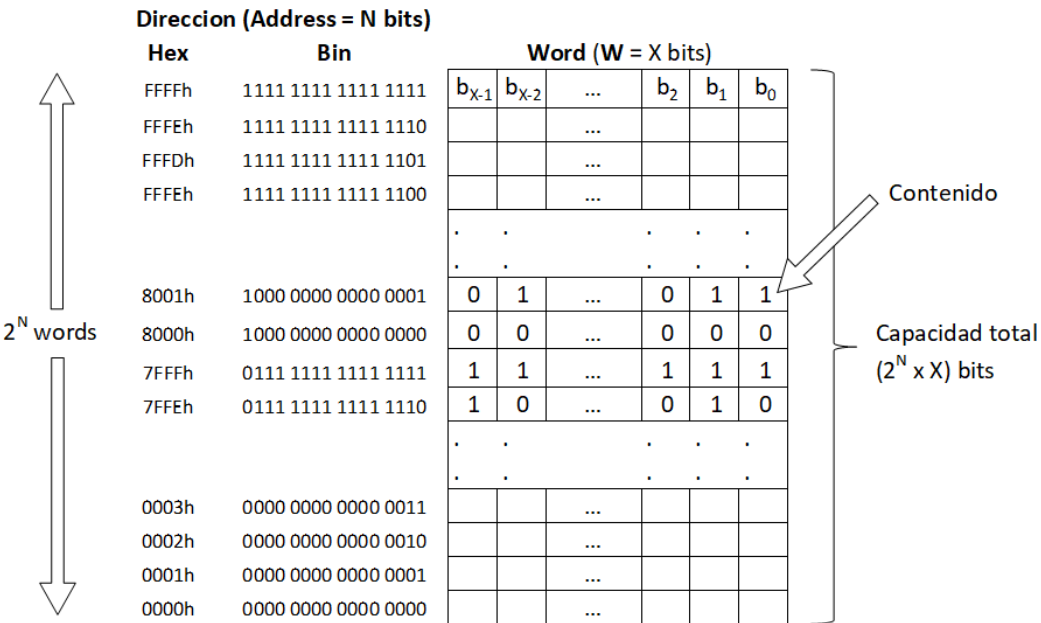 Direccion (Address = N bits)
Hex Bin Word (W = X bits)
FFFFh 1111 1111 1111 1111 bX-1 bX-2 ... b2 b1 b0
FFFEh 1111 1111 1111 1110 ...
FFFDh 1111 1111 1111 1101 ...
FFFEh 1111 1111 1111 1100 ...
Contenido
. . . . .
. . . . .
8001h 1000 0000 0000 0001 0 1 ... 0 1 1
2^N words 8000h 1000 0000 0000 0000 0 0 ... 0 0 0 Capacidad total
7FFFh 0111 1111 1111 1111 1 1 ... 1 1 1 (2^N x X) bits
7FFEh 0111 1111 1111 1110 1 0 ... 0 1 0
. . . . .
. . . . .
0003h 0000 0000 0000 0011 ...
0002h 0000 0000 0000 0010 ...
0001h 0000 0000 0000 0001 ...
0000h 0000 0000 0000 0000 ...